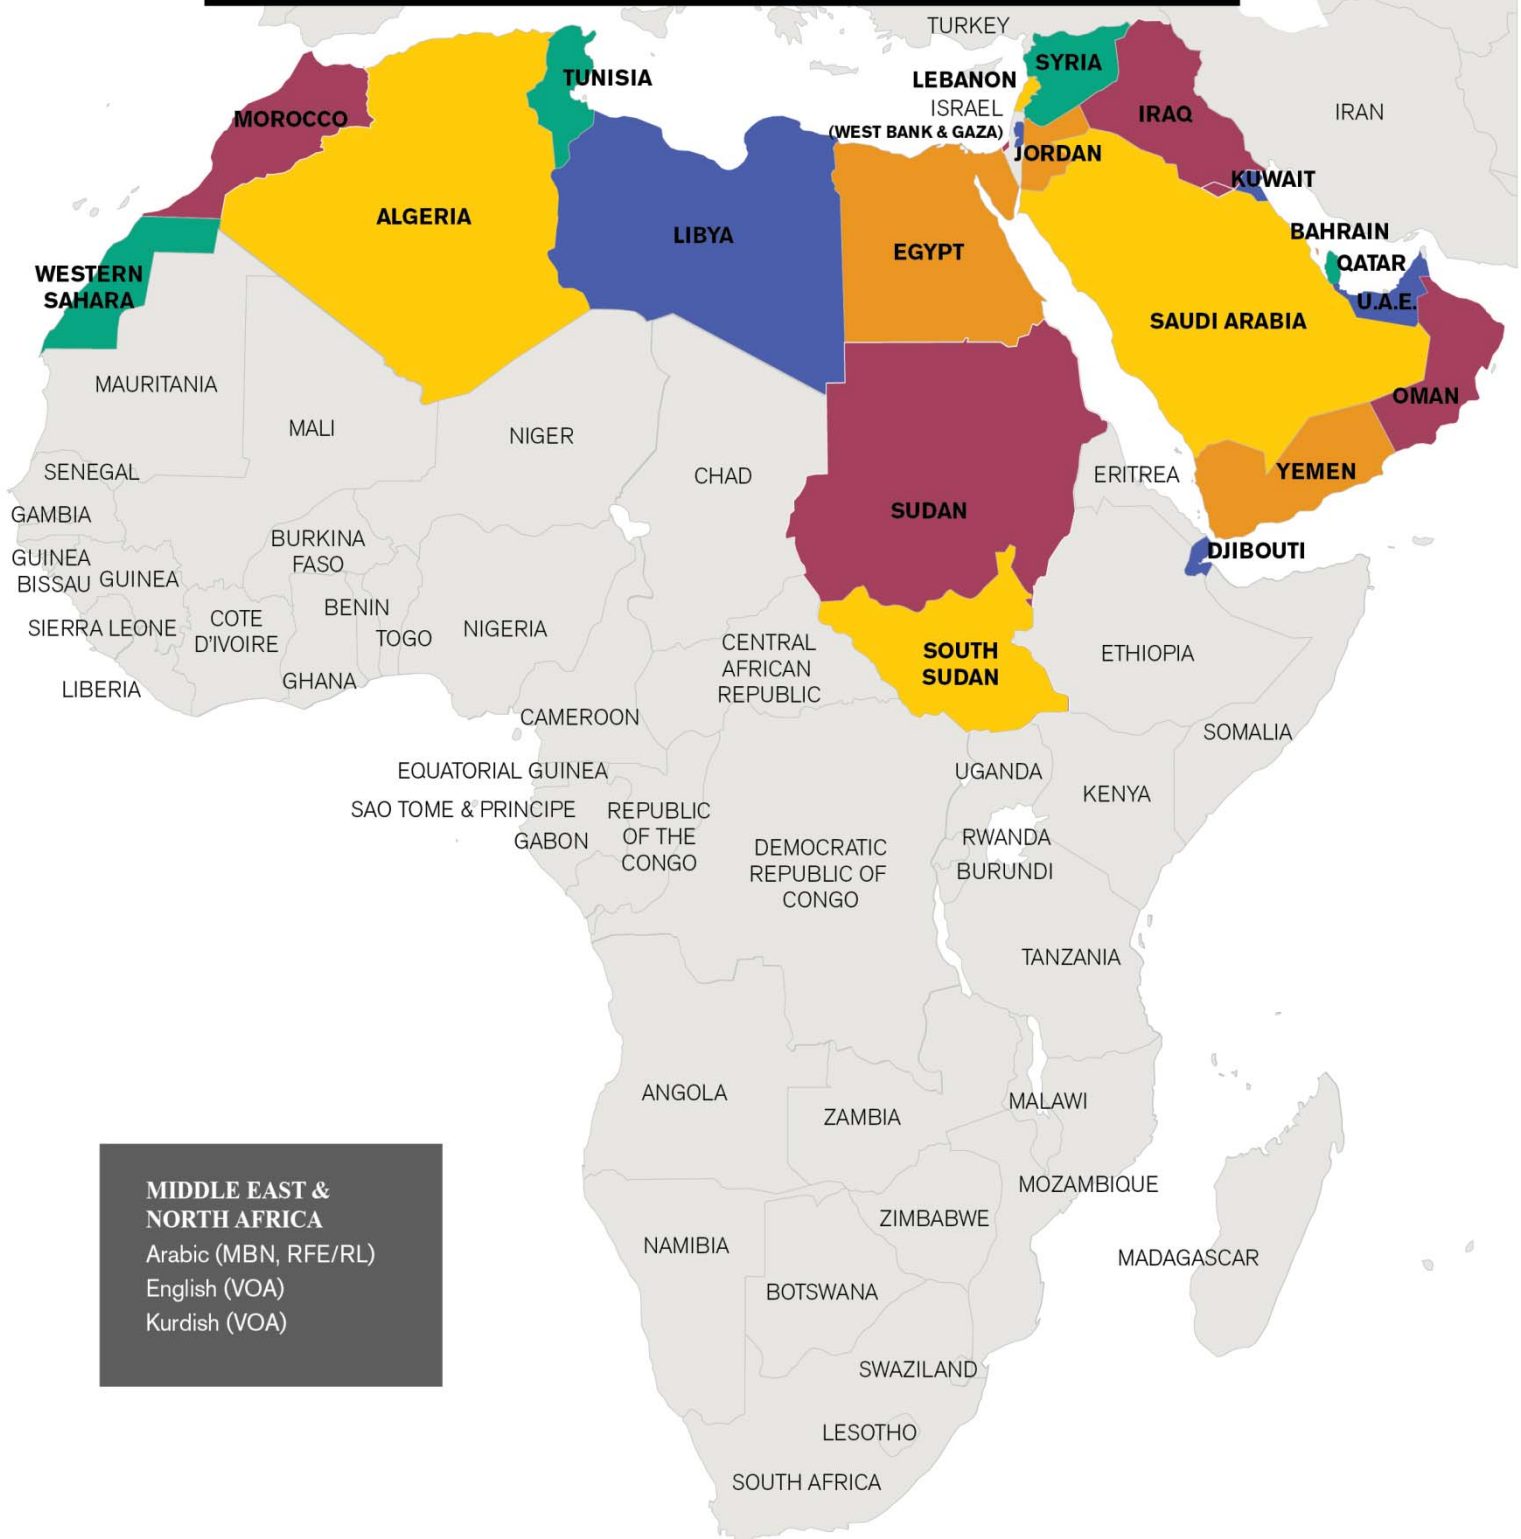 TURKEY
SYRIA
TUNISIA
LEBANON
ISRAEL
(WEST BANK & GAZA)
MOROCCO
IRAQ
IRAN
JORDAN
KUWAIT
ALGERIA
LIBYA
EGYPT
BAHRAIN
QATAR
WESTERN
SAHARA
U.A.E.
SAUDI ARABIA
MAURITANIA
OMAN
MALI
NIGER
CHAD
SENEGAL
ERITREA
YEMEN
GAMBIA
SUDAN
BURKINA
FASO
DJIBOUTI
GUINEA
BISSAU
GUINEA
BENIN
SIERRA LEONE
COTE
D'IVOIRE
TOGO
NIGERIA
CENTRAL
AFRICAN
REPUBLIC
SOUTH
SUDAN
ETHIOPIA
LIBERIA
GHANA
CAMEROON
SOMALIA
EQUATORIAL GUINEA
UGANDA
KENYA
SAO TOME & PRINCIPE
REPUBLIC
OF THE
CONGO
GABON
RWANDA
DEMOCRATIC
REPUBLIC OF
CONGO
BURUNDI
TANZANIA
ANGOLA
MALAWI
ZAMBIA
MOZAMBIQUE
ZIMBABWE
NAMIBIA
MADAGASCAR
BOTSWANA
SWAZILAND
LESOTHO
SOUTH AFRICA
MIDDLE EAST &
NORTH AFRICA
Arabic (MBN, RFE/RL)
English (VOA)
Kurdish (VOA)